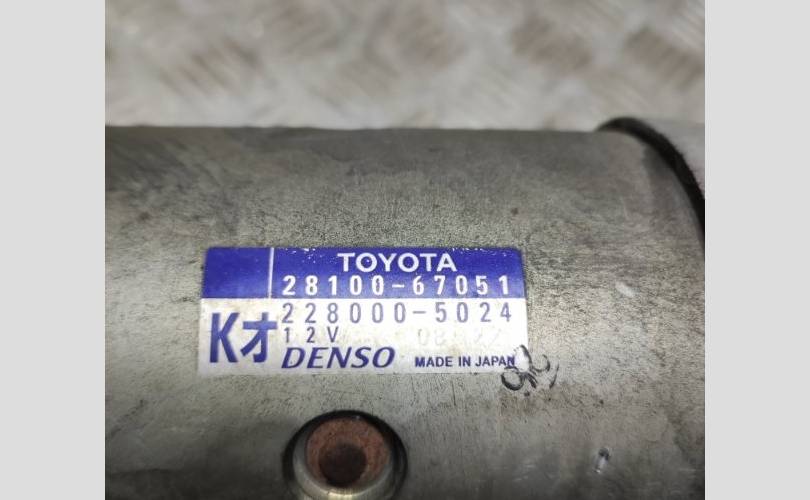 TOYOTA
28100-67051
228000-5024
Kオ
12V
DENSO MADE IN JAPAN